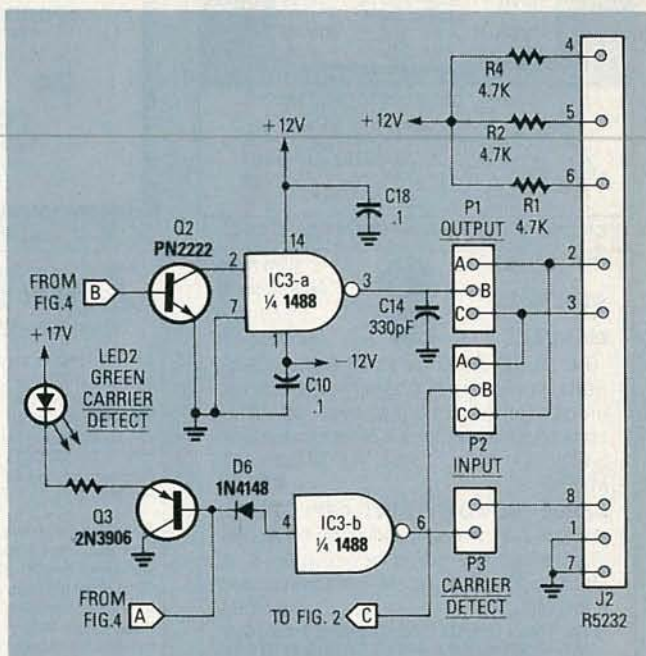 4
R4
4.7K
+12V
+12V
5
R2
4.7K
6
R1
4.7K
C18
.1
P1
OUTPUT
Q2
PN2222
14
2
IC3-a
¼ 1488
3
7
1
FROM
FIG.4
B
A
B
C
2
3
C14
330pF
+17V
−12V
C10
.1
LED2
GREEN
CARRIER
DETECT
A
B
C
P2
INPUT
D6
1N4148
Q3
2N3906
4
IC3-b
¼ 1488
6
8
1
7
P3
CARRIER
DETECT
FROM
FIG.4
A
TO FIG. 2
C
J2
R5232